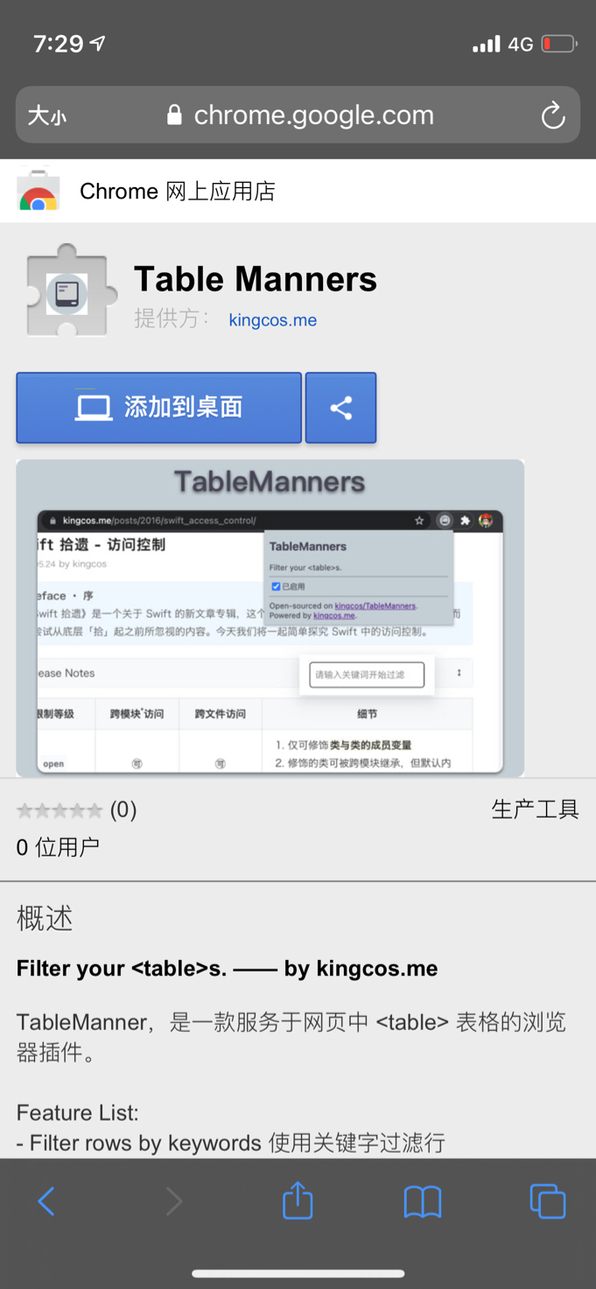 7:29
4G
大小
chrome.google.com
Chrome 网上应用店
Table Manners
提供方： kingcos.me
添加到桌面
TableManners
kingcos.me/posts/2016/swift_access_control/
ift 拾遗 - 访问控制
5.24 by kingcos
TableManners
Filter your <table>s.
已启用
Open-sourced on kingcos/TableManners.
Powered by kingcos.me.
eface · 序
wift 拾遗》是一个关于 Swift 的新文章专辑，这个
而
尝试从底层「拾」起之前所忽视的内容。今天我们将一起简单探究 Swift 中的访问控制。
ease Notes
请输入关键词开始过滤
限制等级
跨模块*访问
跨文件访问
细节
open
可
可
1. 仅可修饰类与类的成员变量
2. 修饰的类可被跨模块继承，但默认内
(0)
生产工具
0 位用户
概述
Filter your <table>s. —— by kingcos.me
TableManner，是一款服务于网页中 <table> 表格的浏览
器插件。
Feature List:
- Filter rows by keywords 使用关键字过滤行